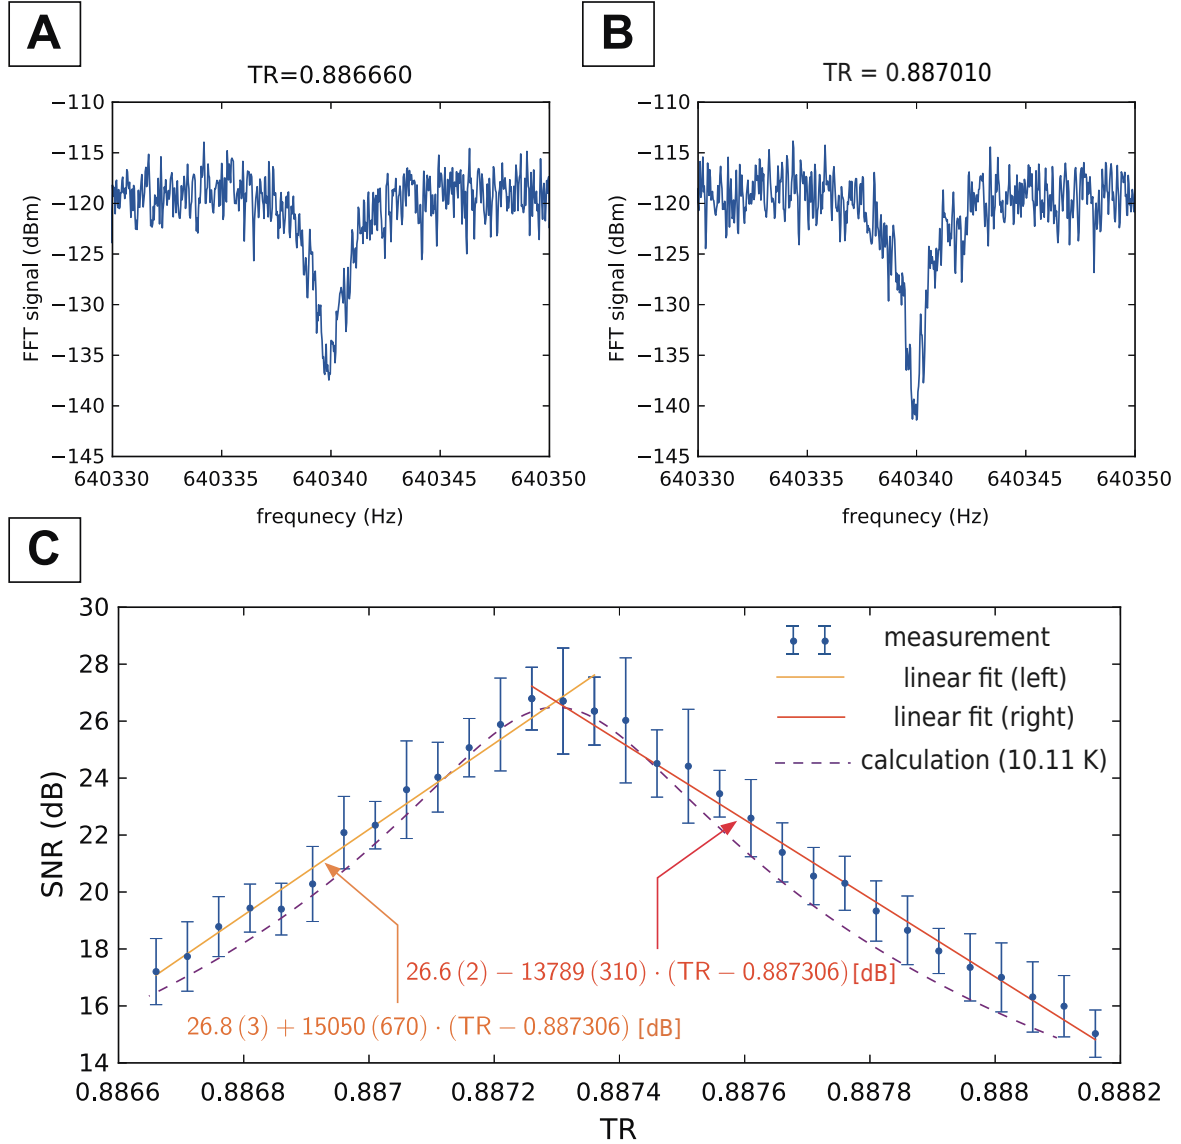 A
TR=0.886660
−110
−115
−120
−125
−130
−135
−140
−145
FFT signal (dBm)
640330 640335 640340 640345 640350
frequnecy (Hz)
B
TR = 0.887010
−110
−115
−120
−125
−130
−135
−140
−145
FFT signal (dBm)
640330 640335 640340 640345 640350
frequnecy (Hz)
C
30
28
26
24
22
20
18
16
14
SNR (dB)
measurement
linear fit (left)
linear fit (right)
calculation (10.11 K)
26.6 (2) − 13789 (310) · (TR − 0.887306) [dB]
26.8 (3) + 15050 (670) · (TR − 0.887306) [dB]
0.8866 0.8868 0.887 0.8872 0.8874 0.8876 0.8878 0.888 0.8882
TR